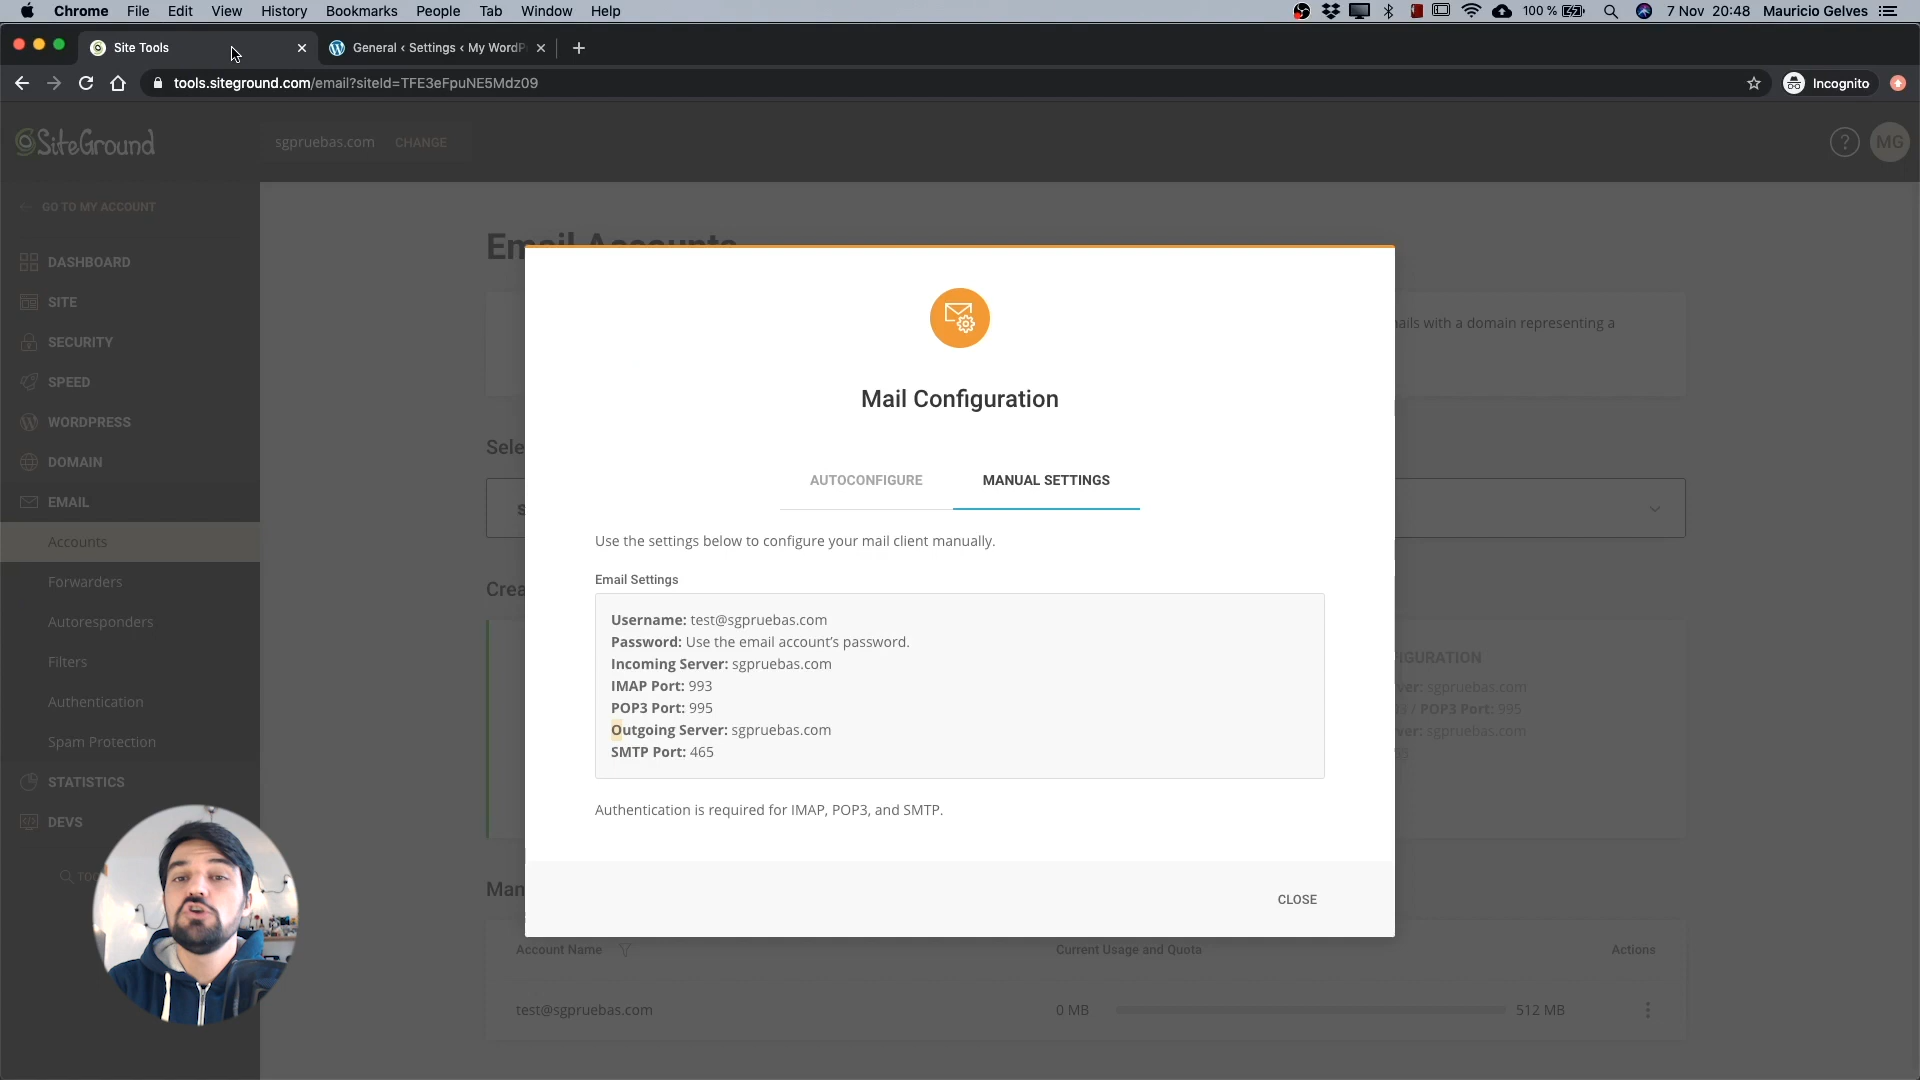 Chrome File Edit View History Bookmarks People Tab Window Help
100 % 7 Nov 20:48 Mauricio Gelves
Site Tools
General ‹ Settings ‹ My WordP
tools.siteground.com/email?siteId=TFE3eFpuNE5Mdz09
Incognito
SiteGround
sgpruebas.com CHANGE
? MG
GO TO MY ACCOUNT
DASHBOARD
SITE
SECURITY
SPEED
WORDPRESS
DOMAIN
EMAIL
Accounts
Forwarders
Autoresponders
Filters
Authentication
Spam Protection
STATISTICS
DEVS
Email Accounts
ails with a domain representing a
Sele
Crea
IGURATION
ver: sgpruebas.com
/ POP3 Port: 995
ver: sgpruebas.com
Mail Configuration
AUTOCONFIGURE MANUAL SETTINGS
Use the settings below to configure your mail client manually.
Email Settings
Username: test@sgpruebas.com
Password: Use the email account's password.
Incoming Server: sgpruebas.com
IMAP Port: 993
POP3 Port: 995
Outgoing Server: sgpruebas.com
SMTP Port: 465
Authentication is required for IMAP, POP3, and SMTP.
CLOSE
Man
Account Name Current Usage and Quota Actions
test@sgpruebas.com 0 MB 512 MB